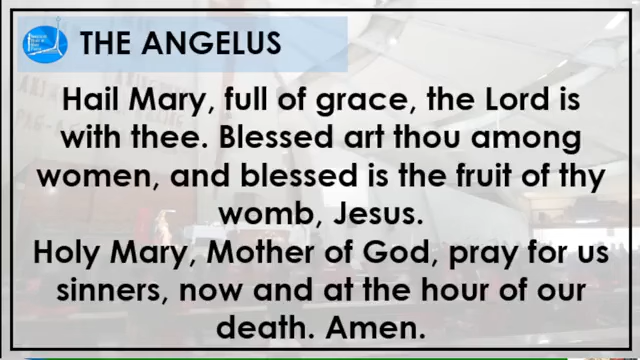 THE ANGELUS
Hail Mary, full of grace, the Lord is
with thee. Blessed art thou among
women, and blessed is the fruit of thy
womb, Jesus.
Holy Mary, Mother of God, pray for us
sinners, now and at the hour of our
death. Amen.